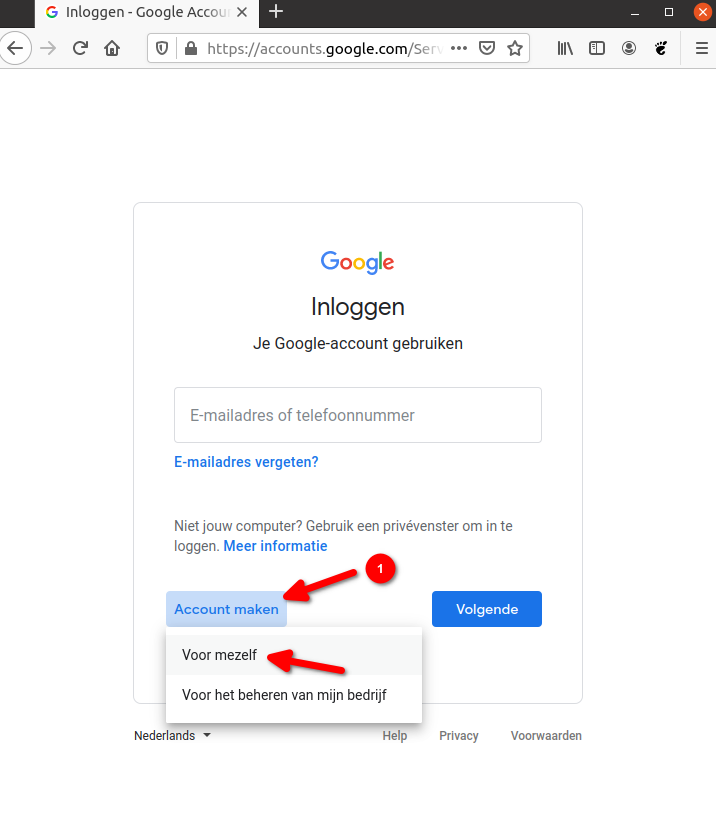 Inloggen - Google Accou
https://accounts.google.com/Serv
Google
Inloggen
Je Google-account gebruiken
E-mailadres of telefoonnummer
E-mailadres vergeten?
Niet jouw computer? Gebruik een privévenster om in te
loggen. Meer informatie
1
Account maken
Volgende
Voor mezelf
Voor het beheren van mijn bedrijf
Nederlands
Help
Privacy
Voorwaarden